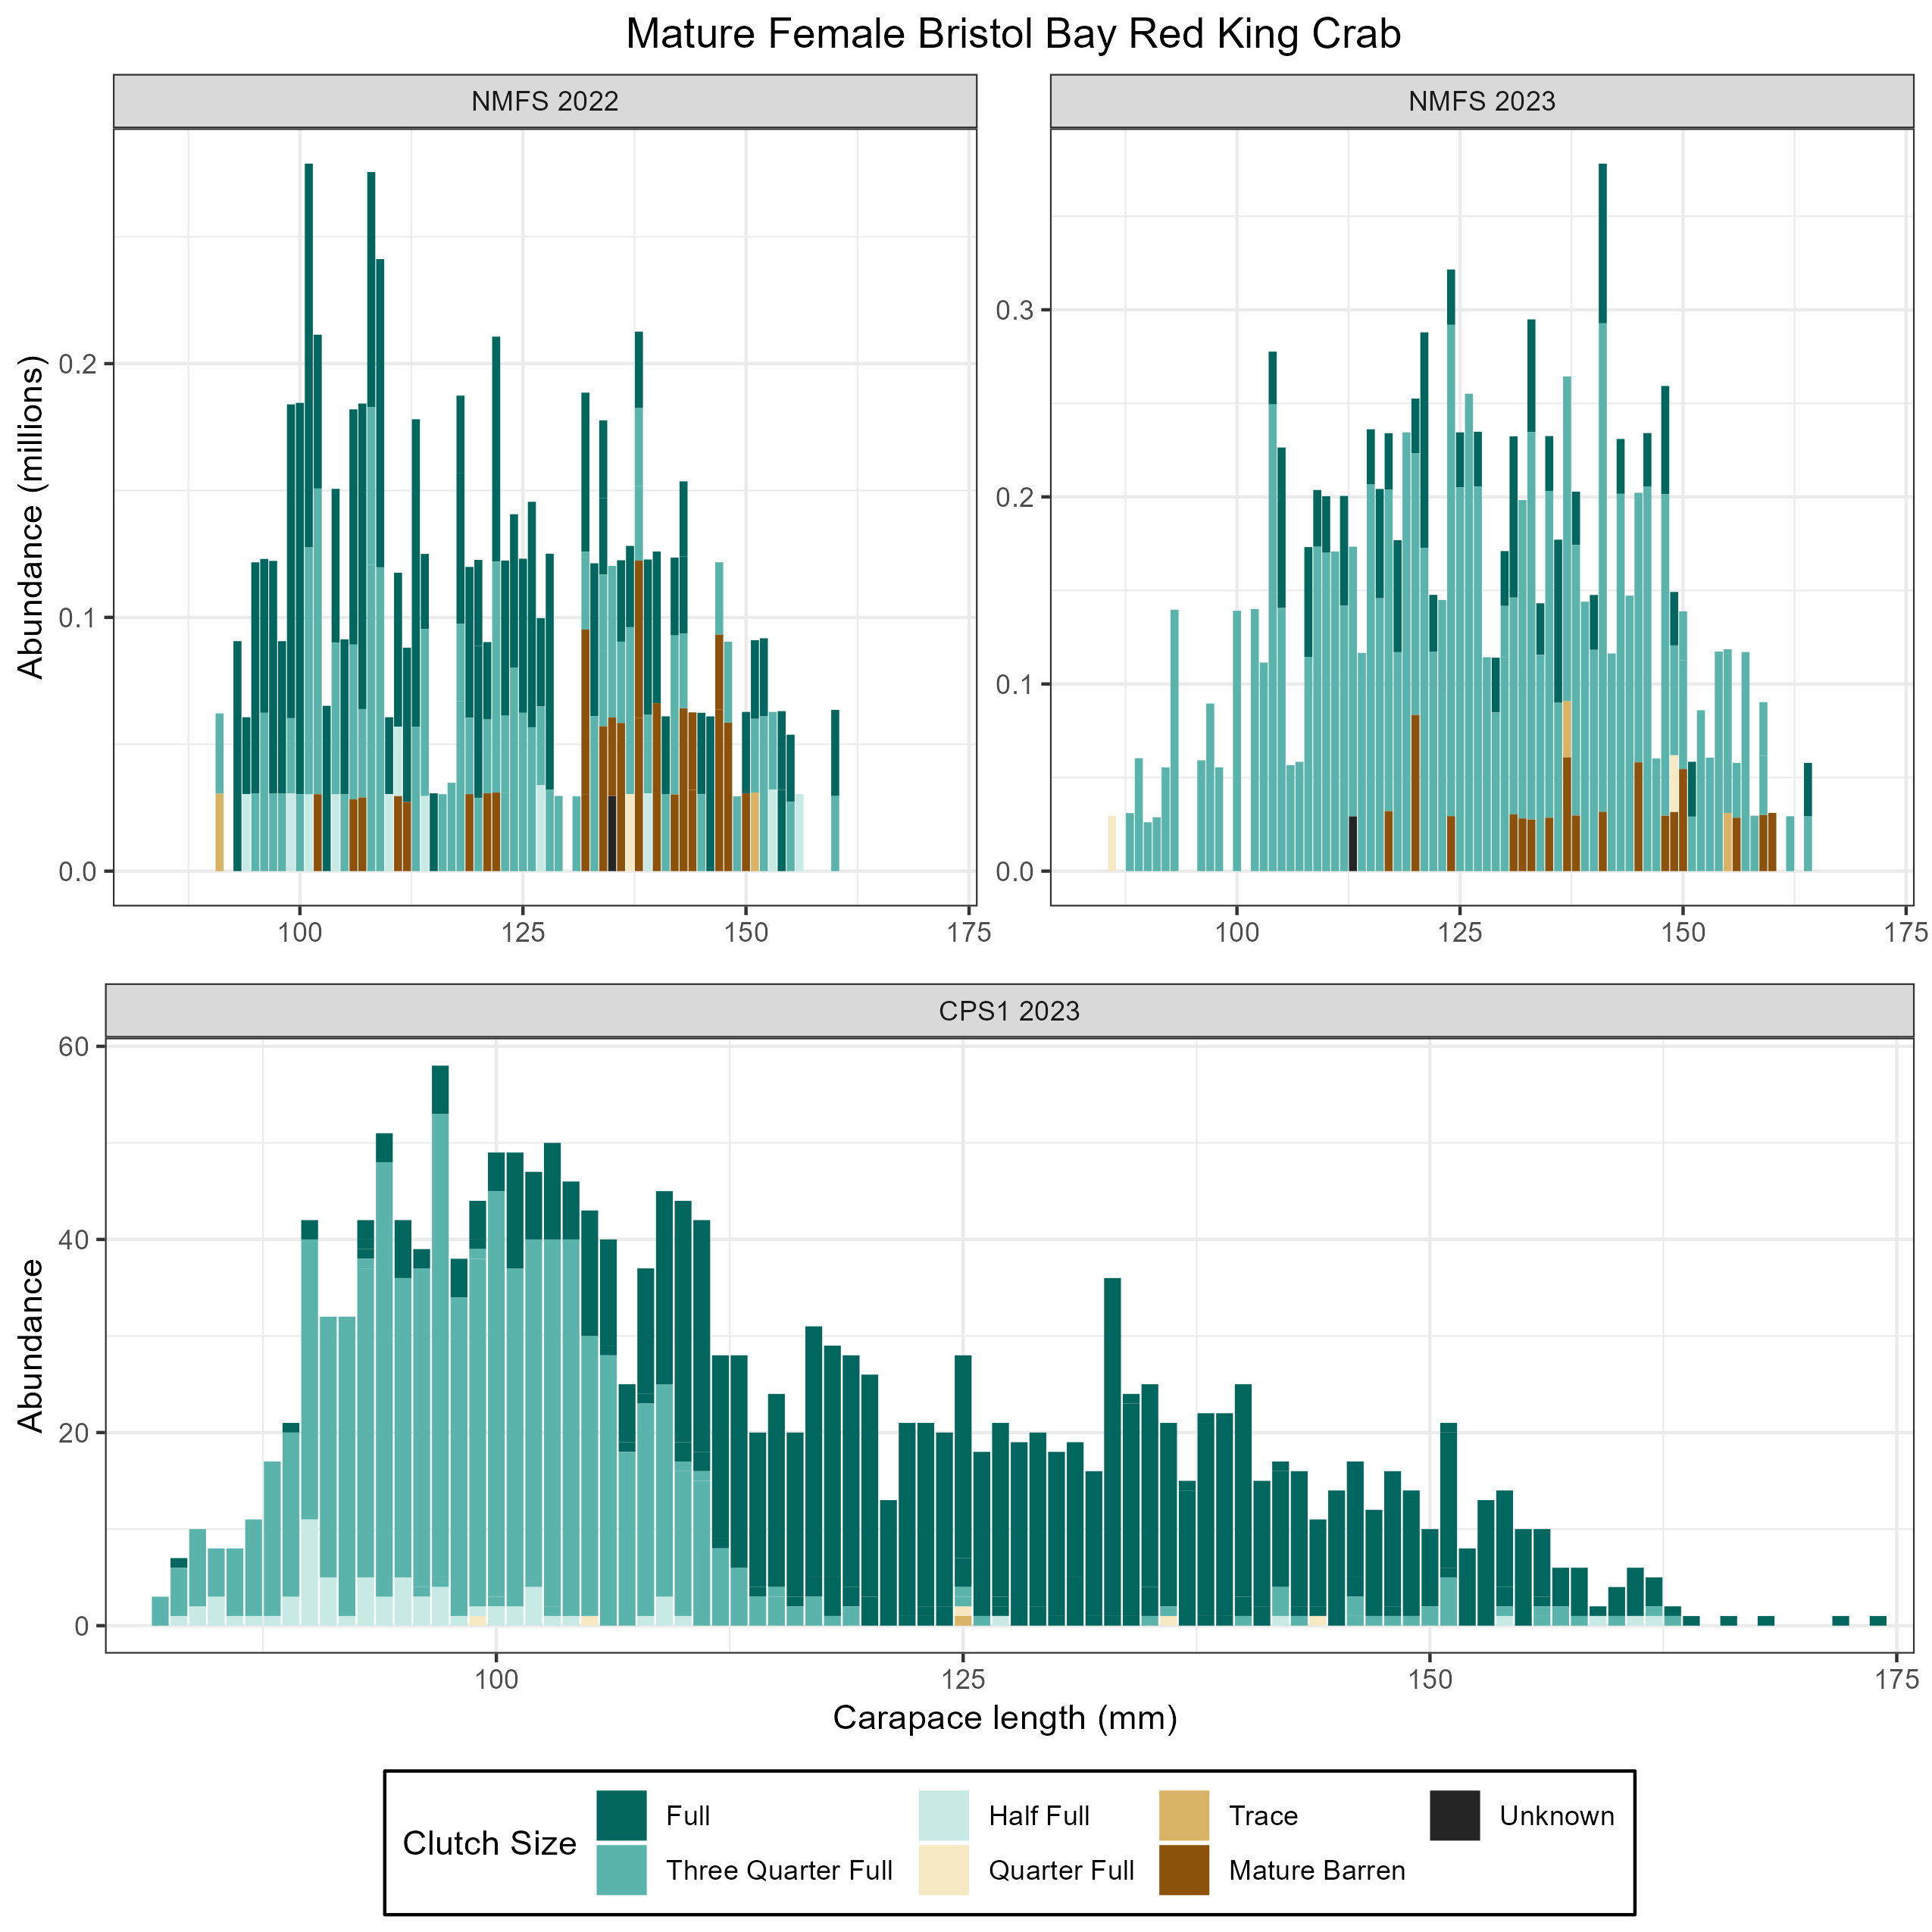 Mature Female Bristol Bay Red King Crab
NMFS 2022
NMFS 2023
Abundance (millions)
0.2
0.1
0.0
0.3
0.2
0.1
0.0
100 125 150 175
100 125 150 175
CPS1 2023
Abundance
60
40
20
0
100 125 150 175
Carapace length (mm)
Clutch Size
Full
Half Full
Trace
Unknown
Three Quarter Full
Quarter Full
Mature Barren